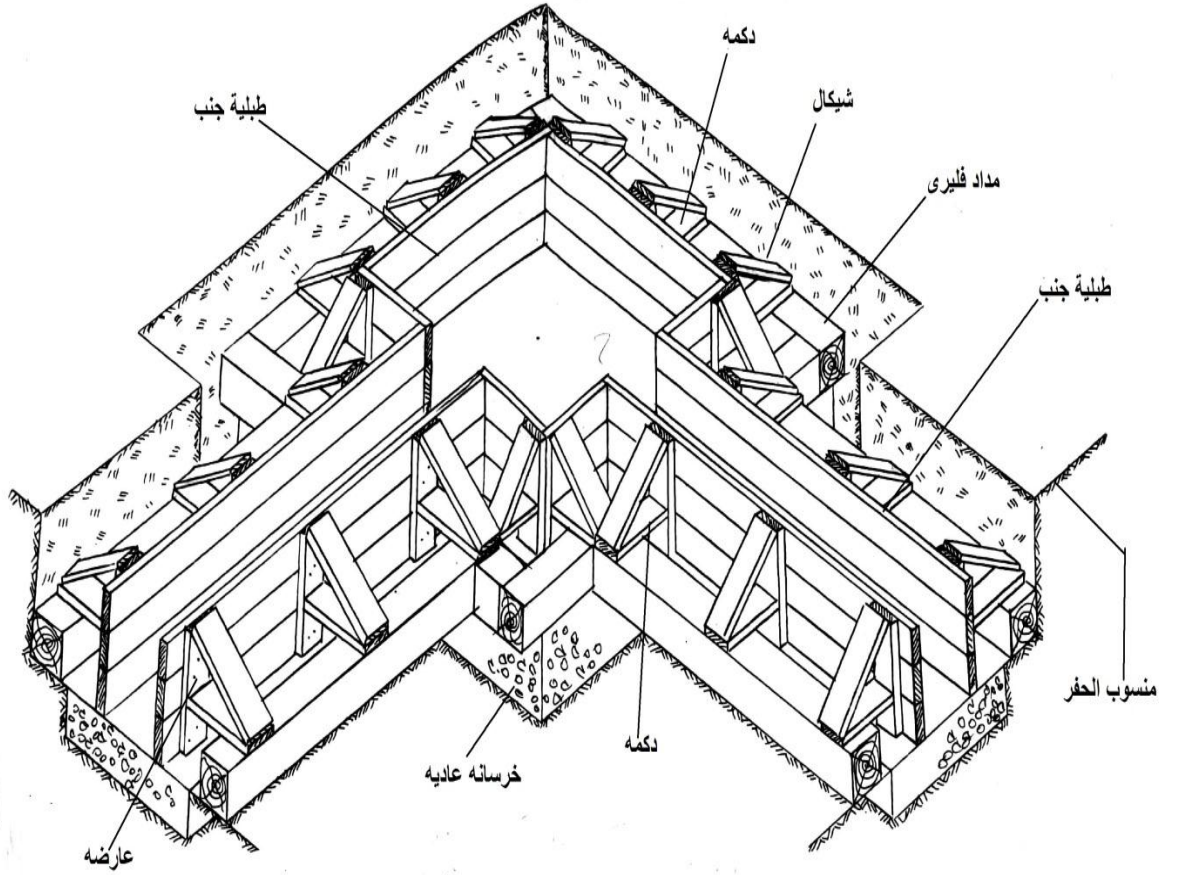 دكمه
شيكال
طبلية جنب
مداد فليرى
طبلية جنب
منسوب الحفر
دكمه
خرسانه عاديه
عارضه